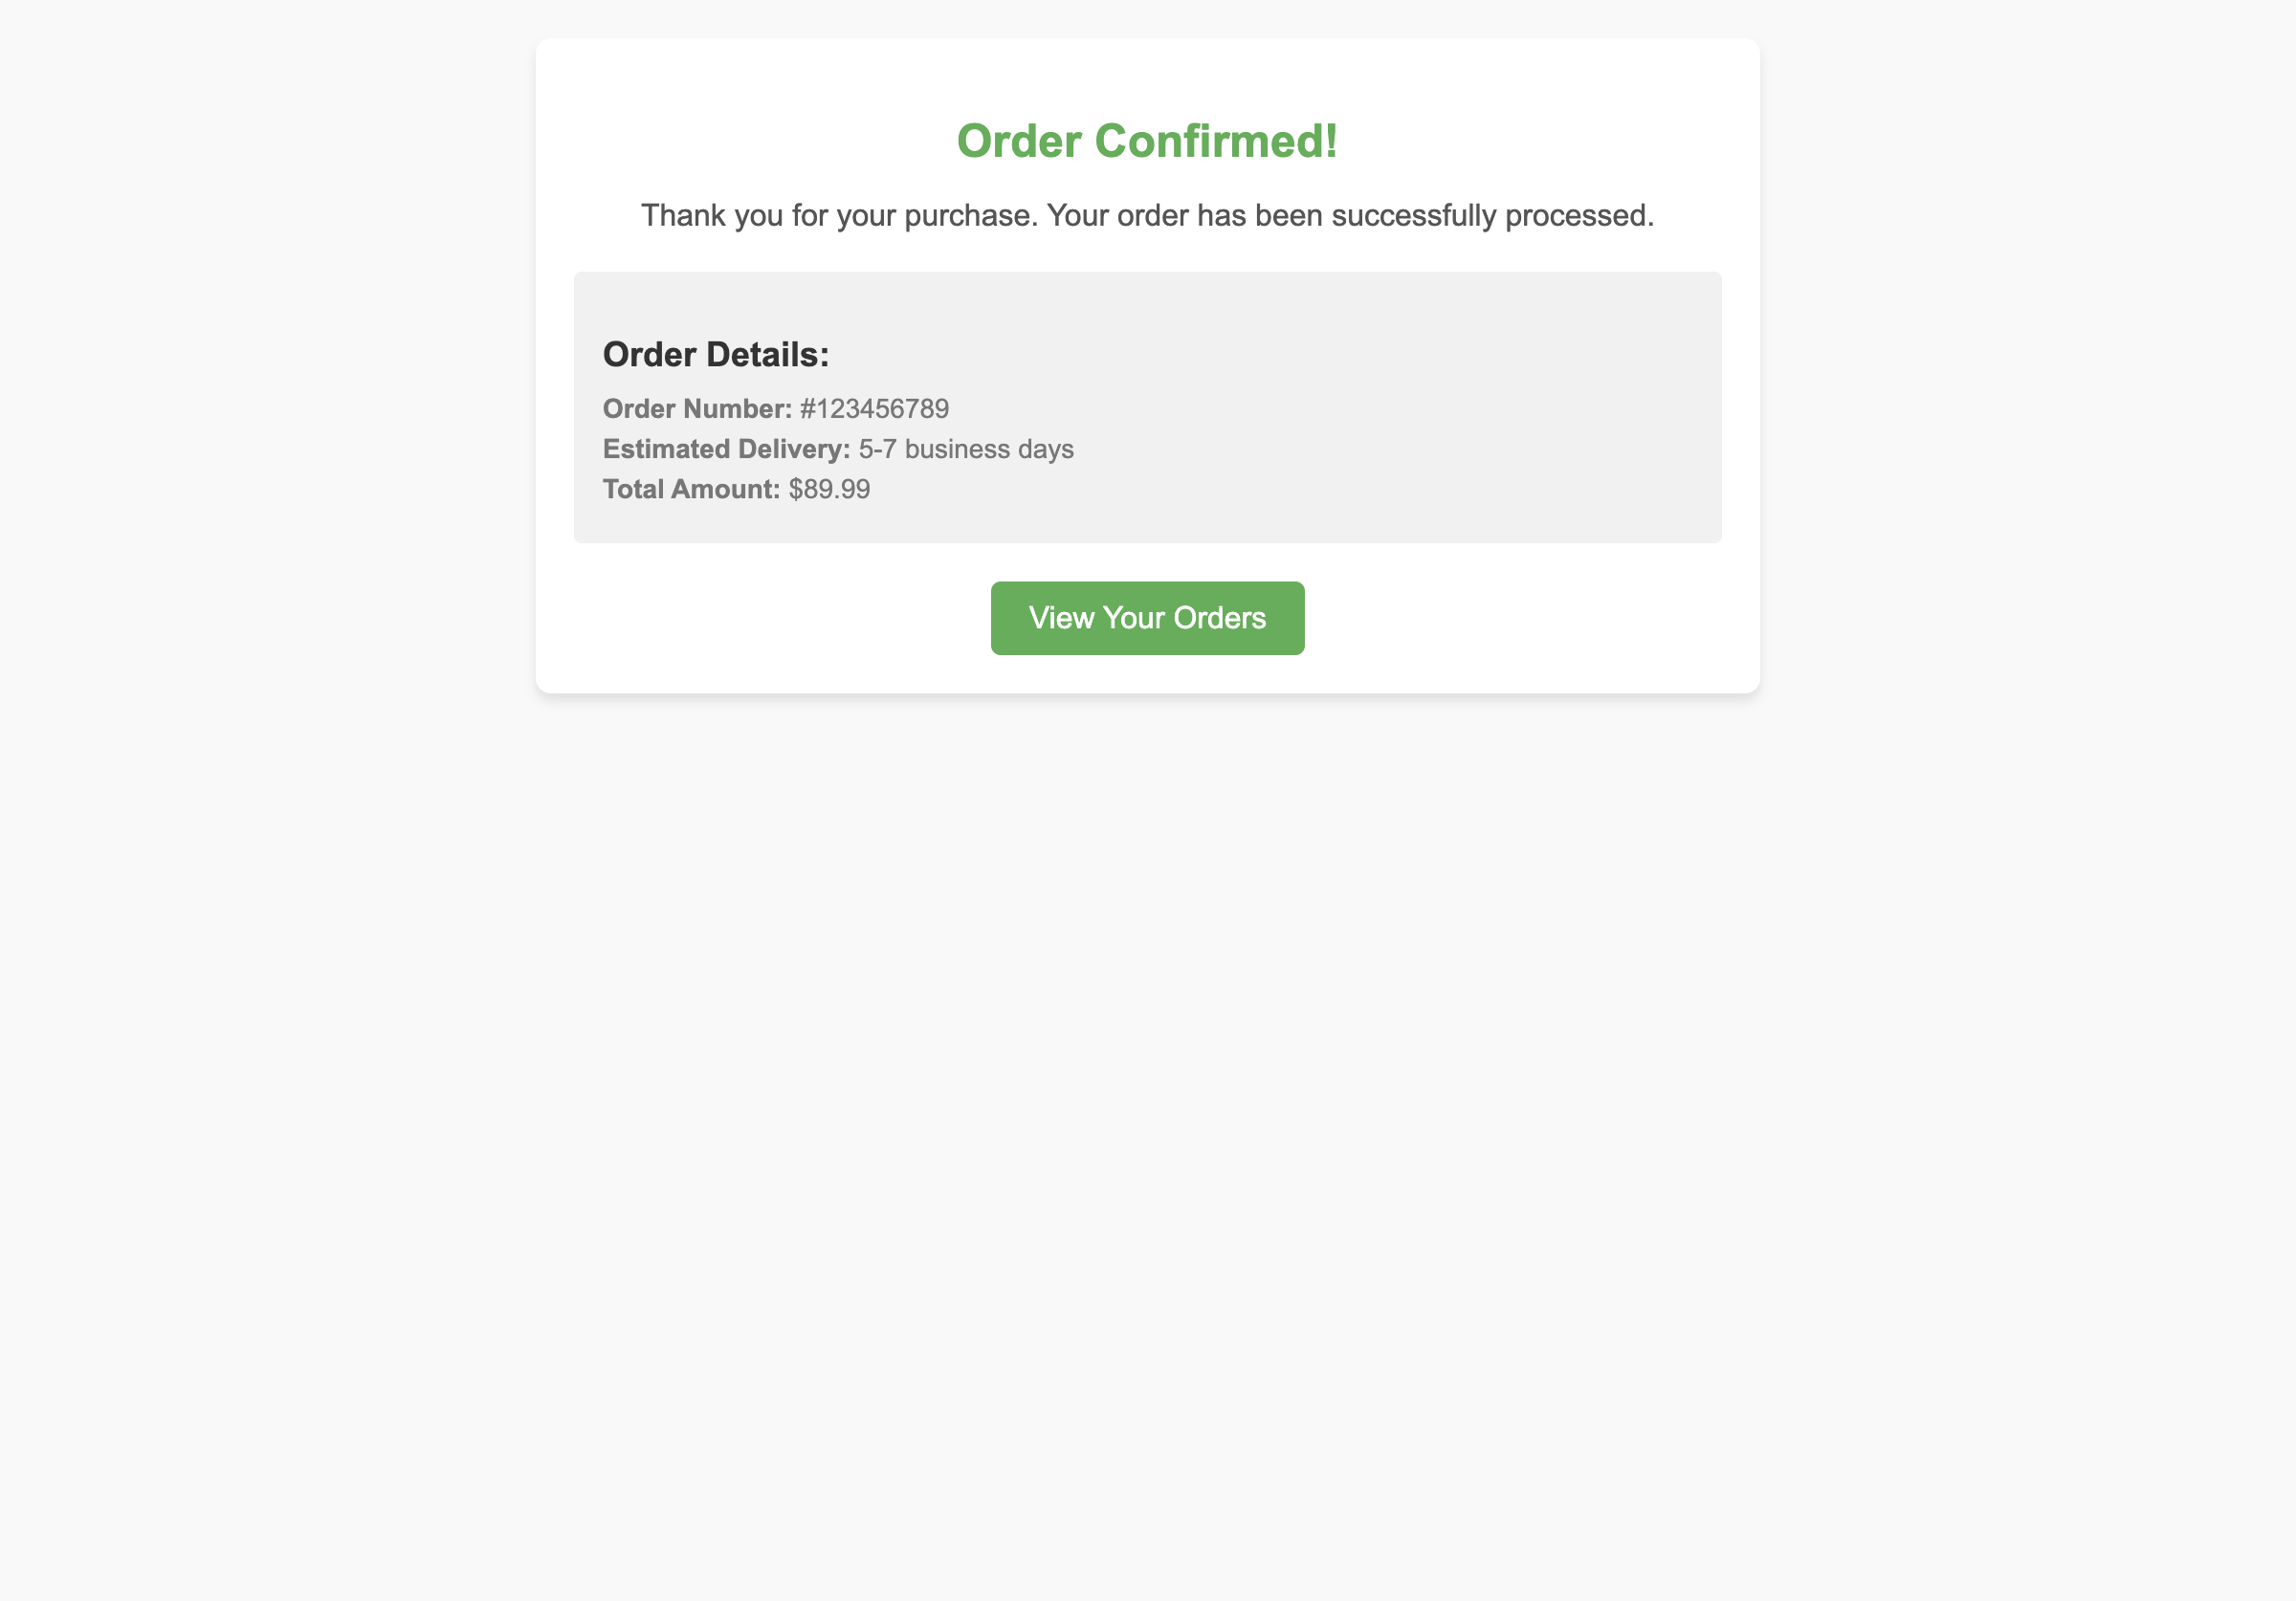 Order Confirmed!
Thank you for your purchase. Your order has been successfully processed.
Order Details:
Order Number: #123456789
Estimated Delivery: 5-7 business days
Total Amount: $89.99
View Your Orders